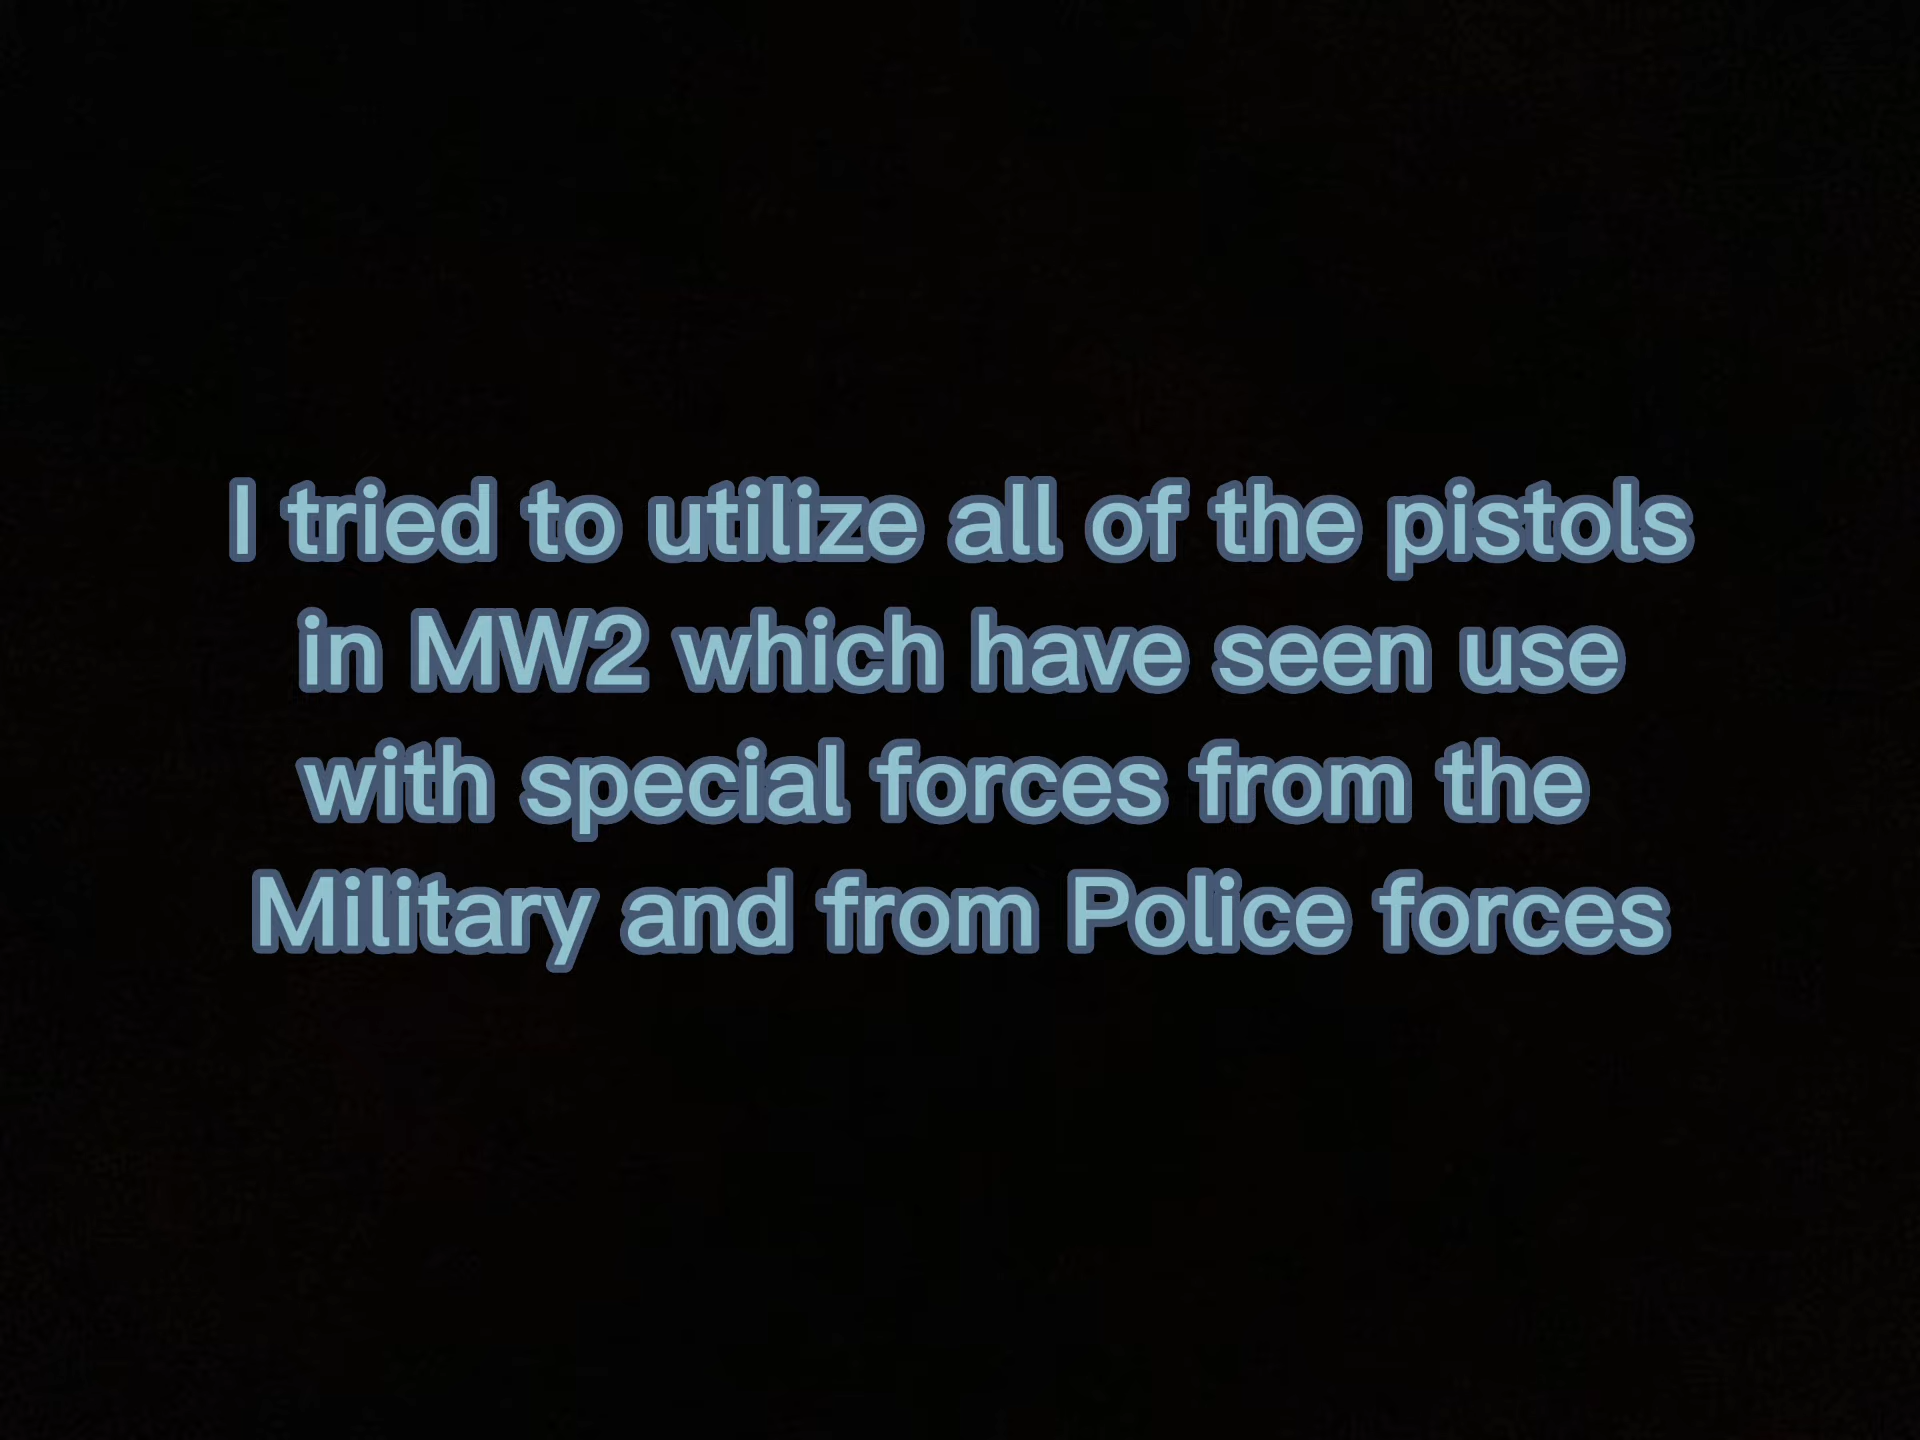 I tried to utilize all of the pistols
in MW2 which have seen use
with special forces from the
Military and from Police forces